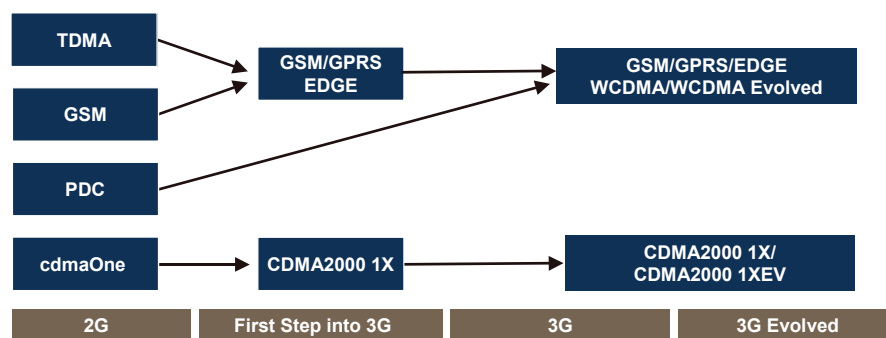 TDMA
GSM/GPRS
EDGE
GSM/GPRS/EDGE
WCDMA/WCDMA Evolved
GSM
PDC
cdmaOne
CDMA2000 1X
CDMA2000 1X/
CDMA2000 1XEV
2G
First Step into 3G
3G
3G Evolved